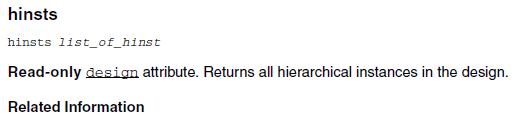 hinsts
hinsts list_of_hinst
Read-only design attribute. Returns all hierarchical instances in the design.
Related Information